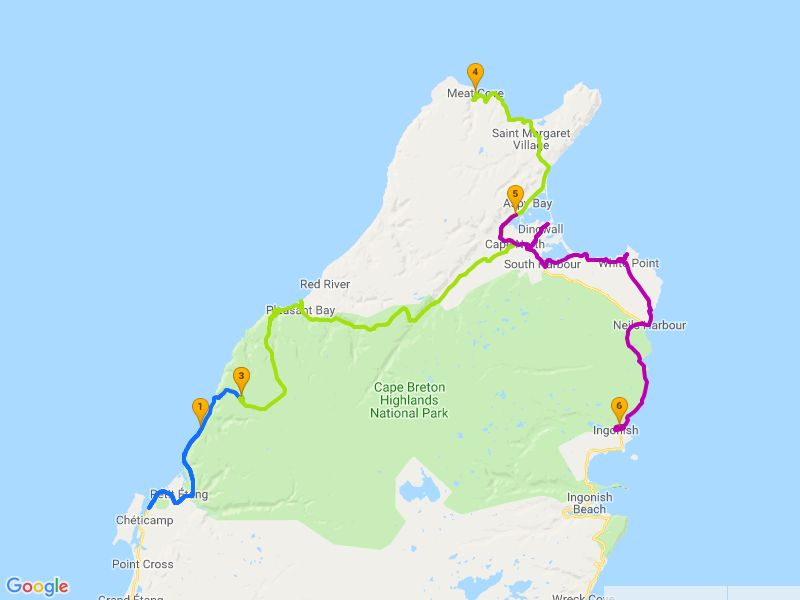 4
Meat Cove
Saint Margaret
Village
5
Aspy Bay
Dingwall
Cape North
South Harbour
White Point
Red River
Pleasant Bay
Neils Harbour
3
Cape Breton
Highlands
National Park
1
6
Ingonish
Petit Étang
Ingonish
Beach
Chéticamp
Point Cross
Google
Grand Étang
Wreck Cove